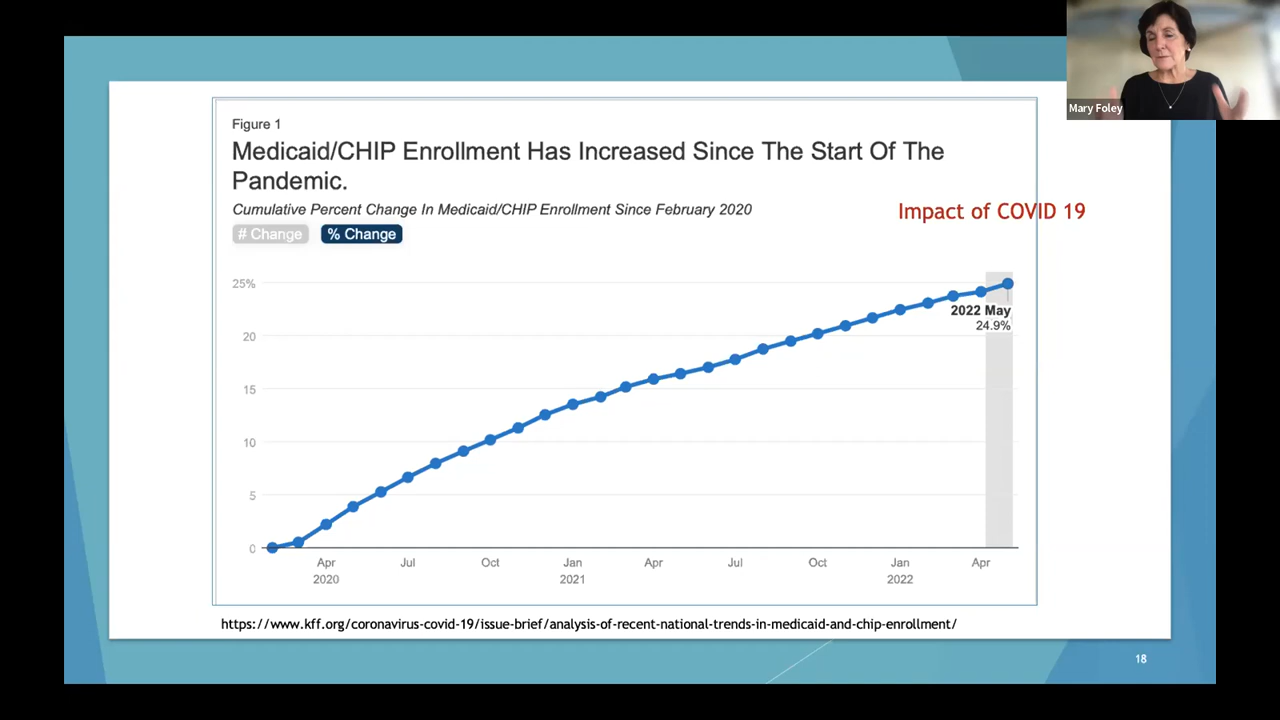 Mary Foley
Figure 1
Medicaid/CHIP Enrollment Has Increased Since The Start Of The
Pandemic.
Cumulative Percent Change In Medicaid/CHIP Enrollment Since February 2020
Impact of COVID 19
# Change % Change
25%
2022 May
24.9%
20
15
10
5
0
Apr Jul Oct Jan Apr Jul Oct Jan Apr
2020 2021 2022
https://www.kff.org/coronavirus-covid-19/issue-brief/analysis-of-recent-national-trends-in-medicaid-and-chip-enrollment/
18